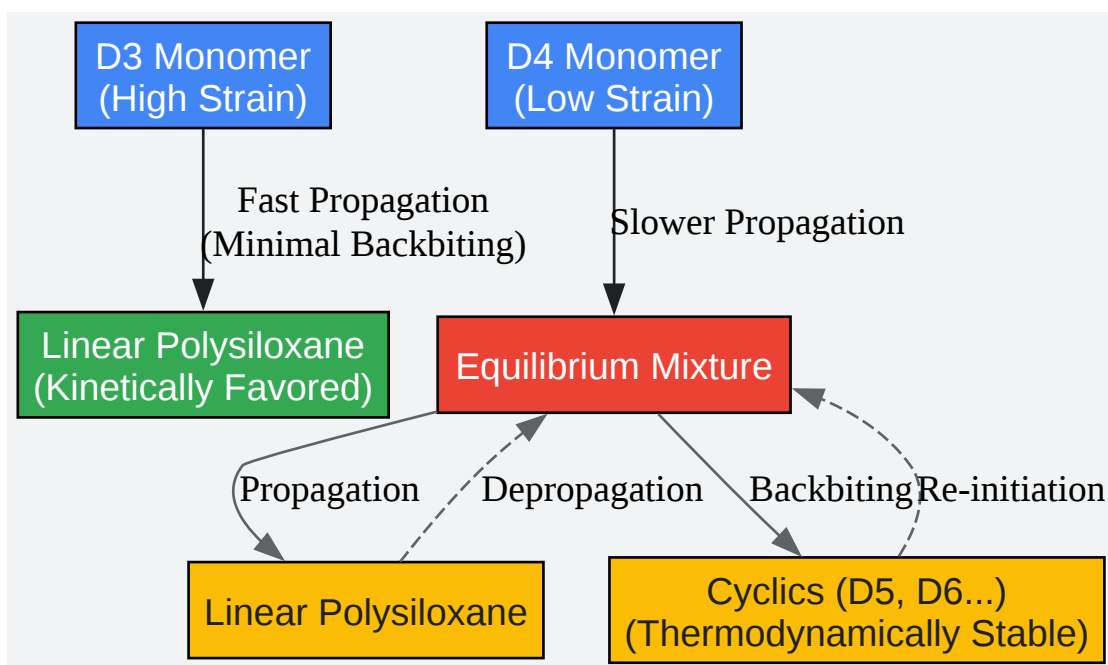 D3 Monomer
(High Strain)
D4 Monomer
(Low Strain)
Fast Propagation
(Minimal Backbiting)
Slower Propagation
Linear Polysiloxane
(Kinetically Favored)
Equilibrium Mixture
Propagation
Depropagation
Backbiting
Re-initiation
Linear Polysiloxane
Cyclics (D5, D6...)
(Thermodynamically Stable)